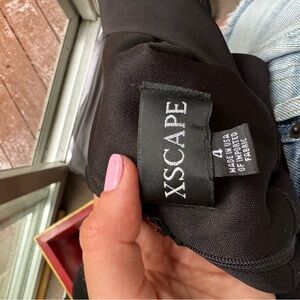 XSCAPE
4
MADE IN USA
OF IMPORTED
FABRIC